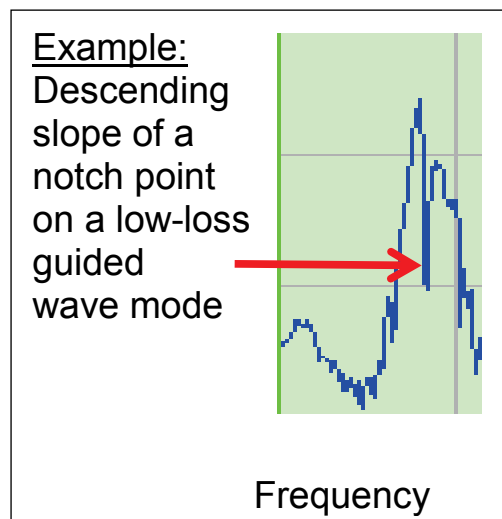 Example:
Descending
slope of a
notch point
on a low-loss
guided
wave mode
Frequency